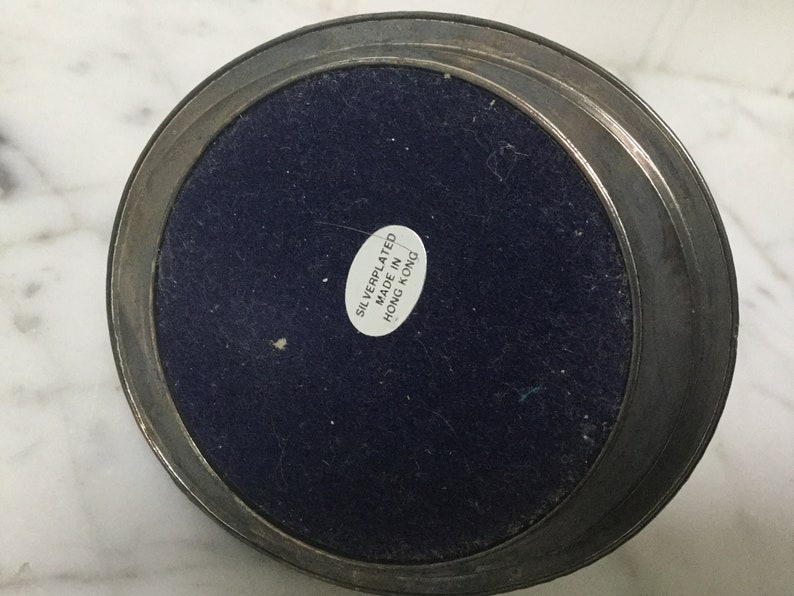 SILVERPLATED
MADE IN
HONG KONG